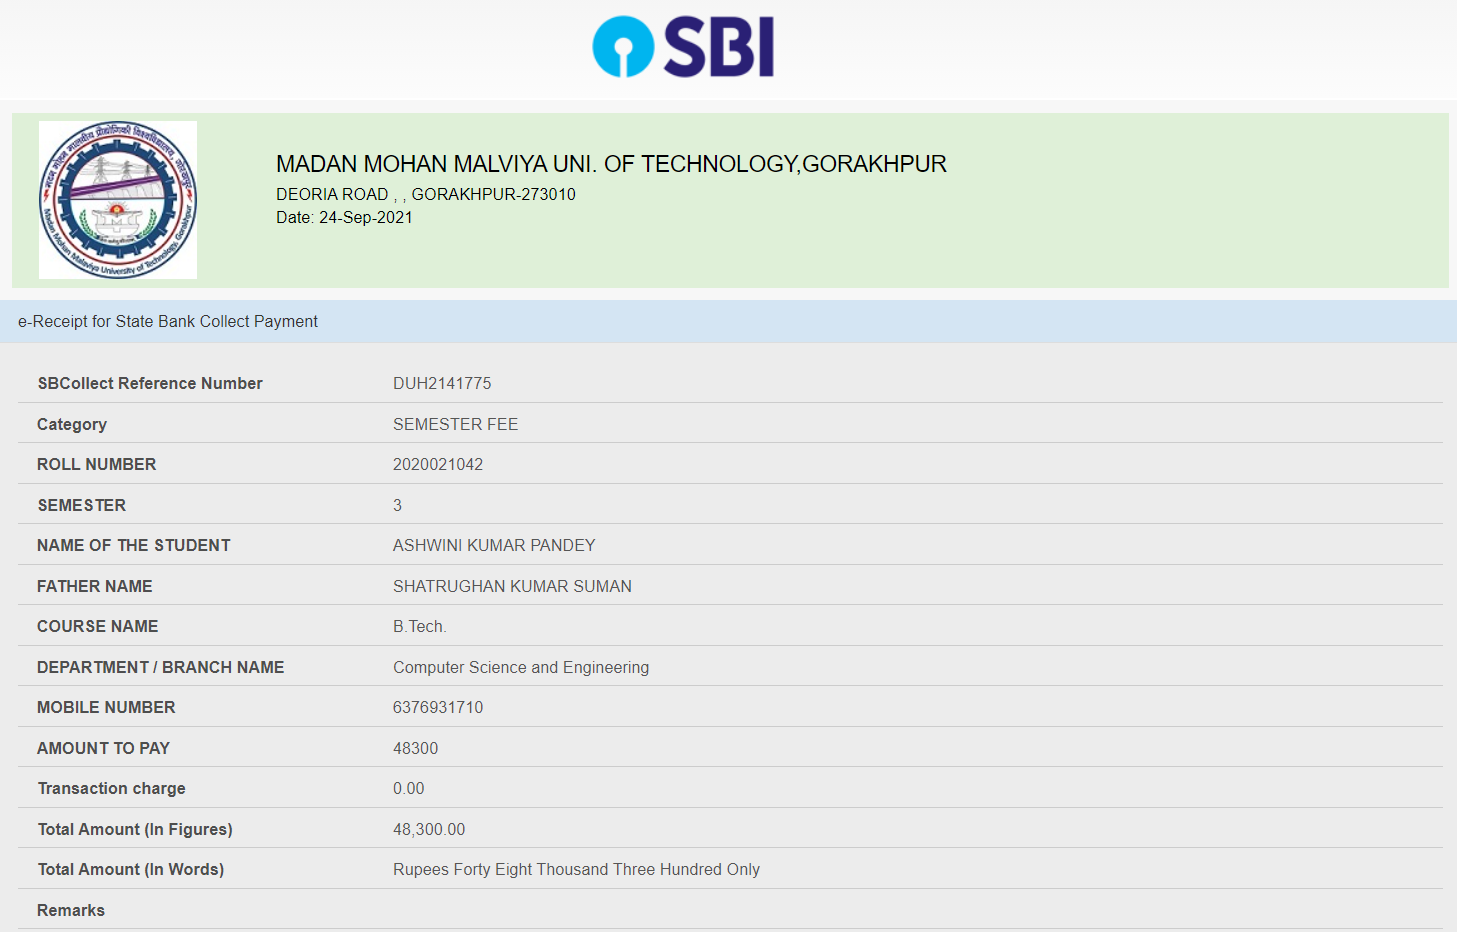 SBI
मदन मोहन मालवीय प्रौद्योगिकी विश्वविद्यालय, गोरखपुर
Madan Mohan Malaviya University of Technology, Gorakhpur
MADAN MOHAN MALVIYA UNI. OF TECHNOLOGY,GORAKHPUR
DEORIA ROAD , , GORAKHPUR-273010
Date: 24-Sep-2021
e-Receipt for State Bank Collect Payment
SBCollect Reference Number DUH2141775
Category SEMESTER FEE
ROLL NUMBER 2020021042
SEMESTER 3
NAME OF THE STUDENT ASHWINI KUMAR PANDEY
FATHER NAME SHATRUGHAN KUMAR SUMAN
COURSE NAME B.Tech.
DEPARTMENT / BRANCH NAME Computer Science and Engineering
MOBILE NUMBER 6376931710
AMOUNT TO PAY 48300
Transaction charge 0.00
Total Amount (In Figures) 48,300.00
Total Amount (In Words) Rupees Forty Eight Thousand Three Hundred Only
Remarks